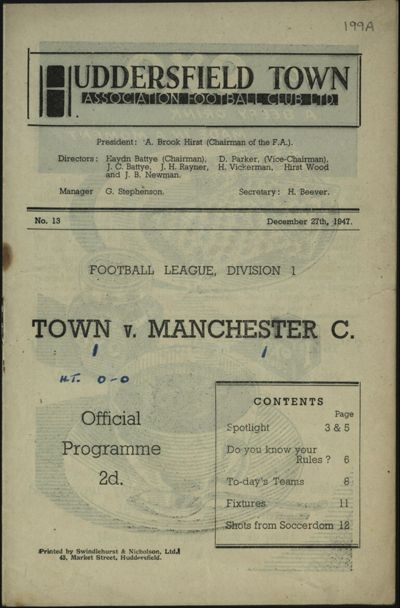 199A
HUDDERSFIELD TOWN
ASSOCIATION FOOTBALL CLUB LTD.
President: A. Brook Hirst (Chairman of the F.A.).
Directors: Haydn Battye (Chairman), D. Parker, (Vice-Chairman),
J. C. Battye, J. H. Rayner, H. Vickerman, Hirst Wood
and J. B. Newman.
Manager G. Stephenson. Secretary: H. Beever.
No. 13 December 27th, 1947.
FOOTBALL LEAGUE, DIVISION 1
TOWN v. MANCHESTER C.
1 1
H.T. 0-0
Official
Programme
2d.
CONTENTS
Page
Spotlight 3 & 5
Do you know your
Rules? 6
To-day's Teams 8
Fixtures 11
Shots from Soccerdom 12
Printed by Swindlehurst & Nicholson, Ltd.
43, Market Street, Huddersfield.